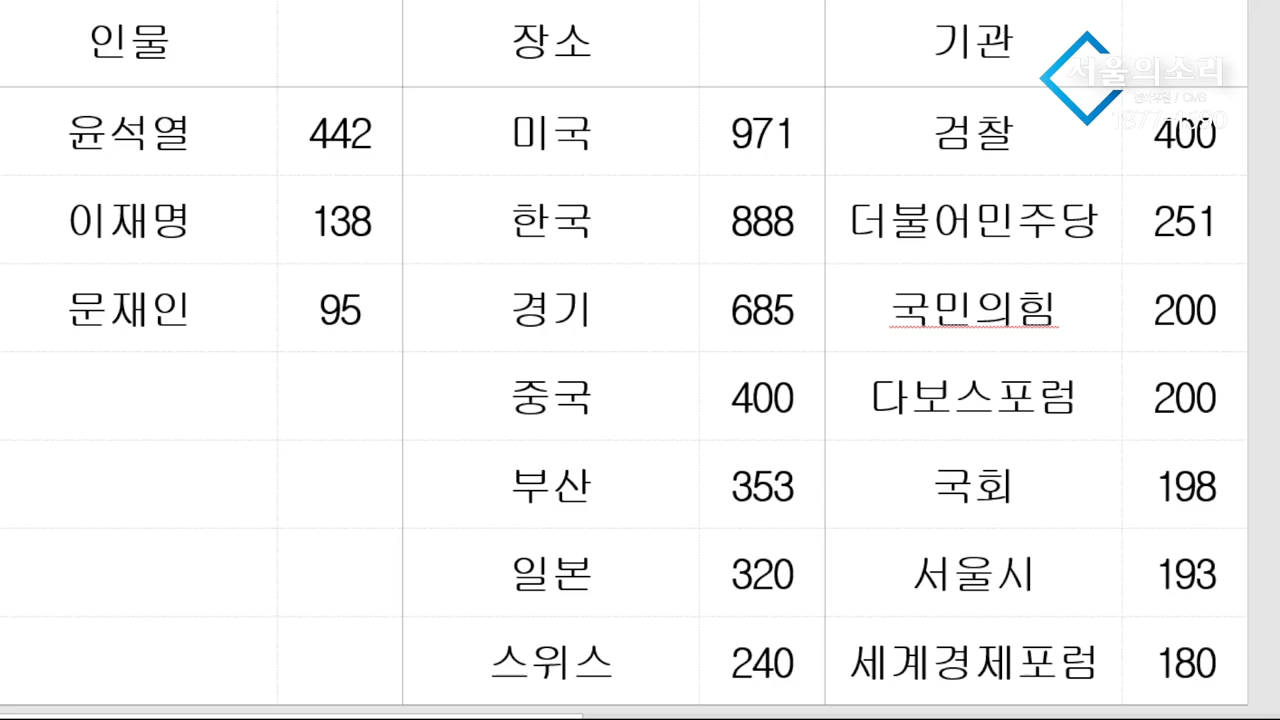 인물 장소 기관
서울의소리
윤석열 442 미국 971 검찰 400
이재명 138 한국 888 더불어민주당 251
문재인 95 경기 685 국민의힘 200
중국 400 다보스포럼 200
부산 353 국회 198
일본 320 서울시 193
스위스 240 세계경제포럼 180